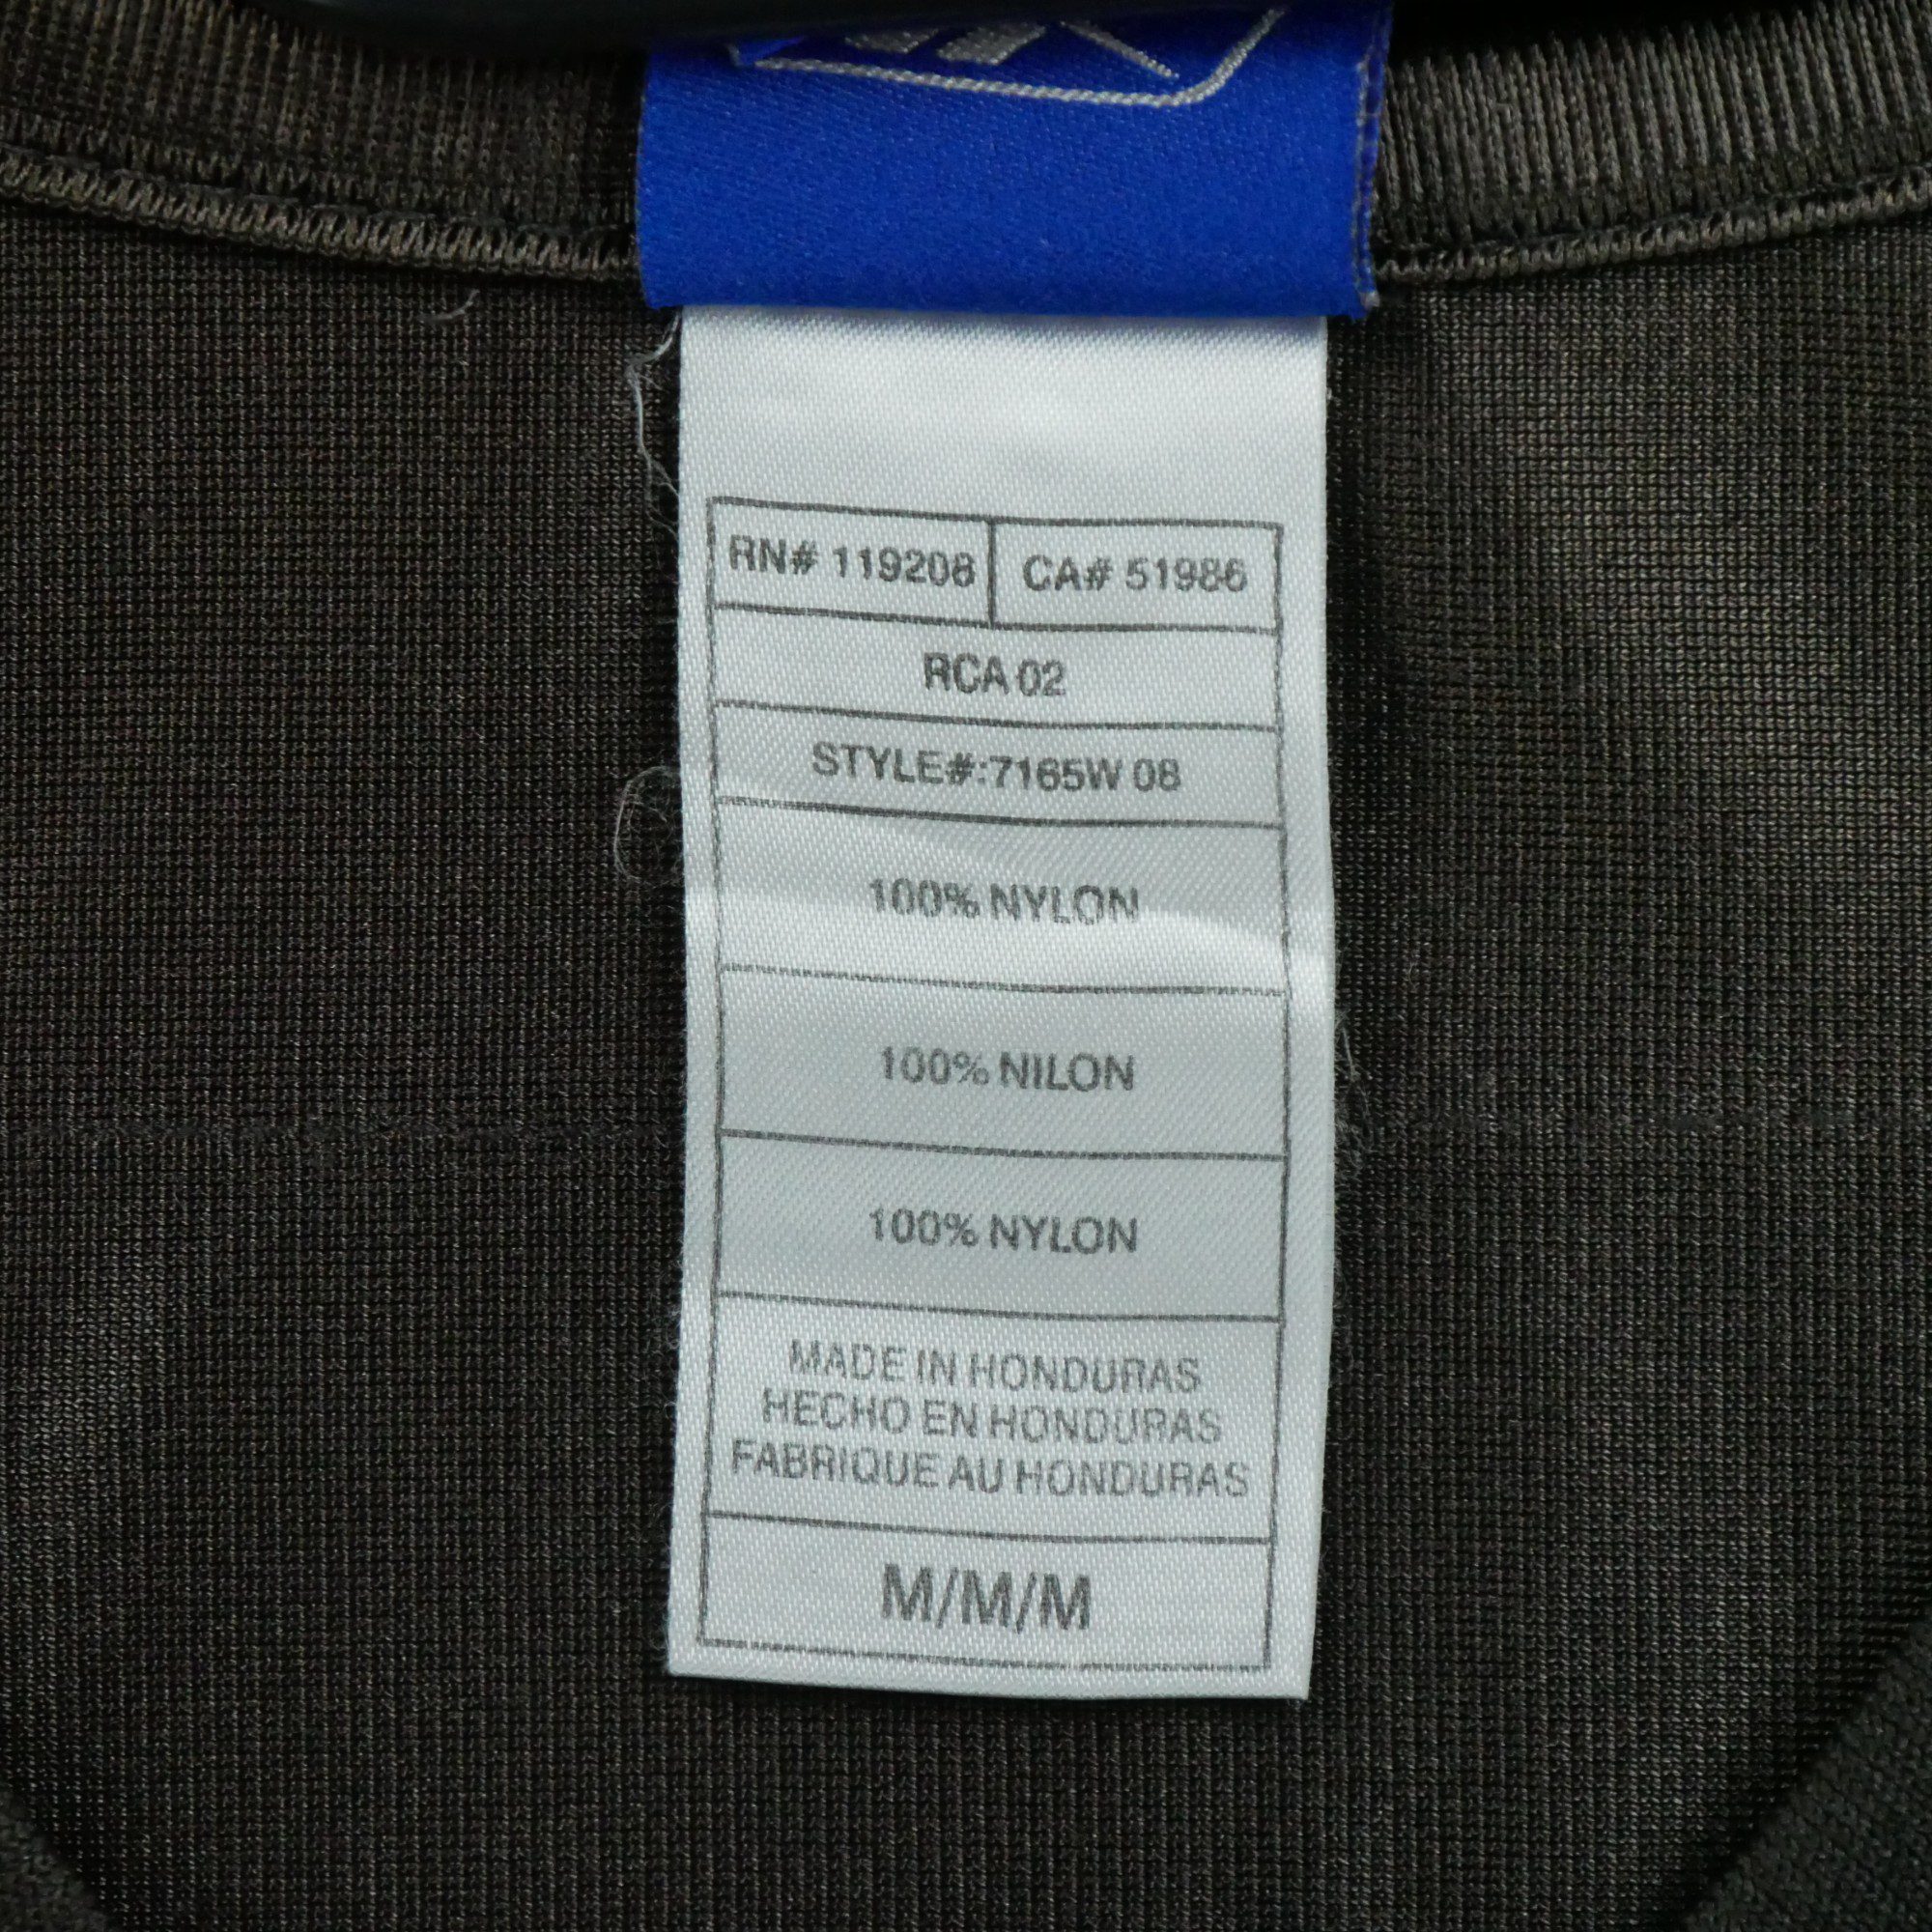 RN# 119208 CA# 51986
RCA 02
STYLE#:7165W 08
100% NYLON
100% NILON
100% NYLON
MADE IN HONDURAS
HECHO EN HONDURAS
FABRIQUE AU HONDURAS
M/M/M